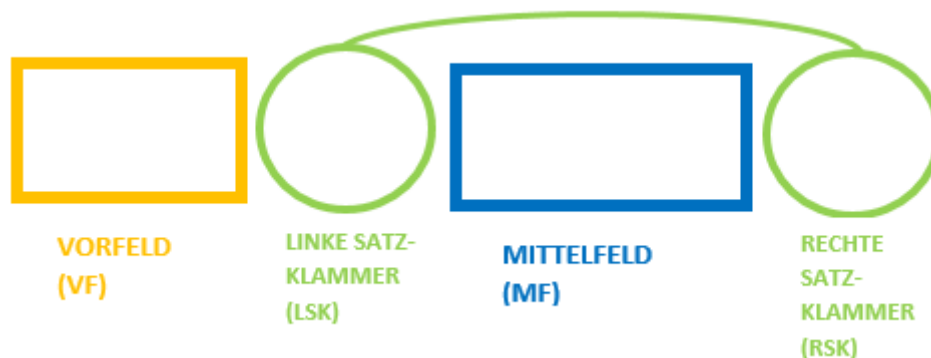 VORFELD
(VF)
LINKE SATZ-
KLAMMER
(LSK)
MITTELFELD
(MF)
RECHTE
SATZ-
KLAMMER
(RSK)